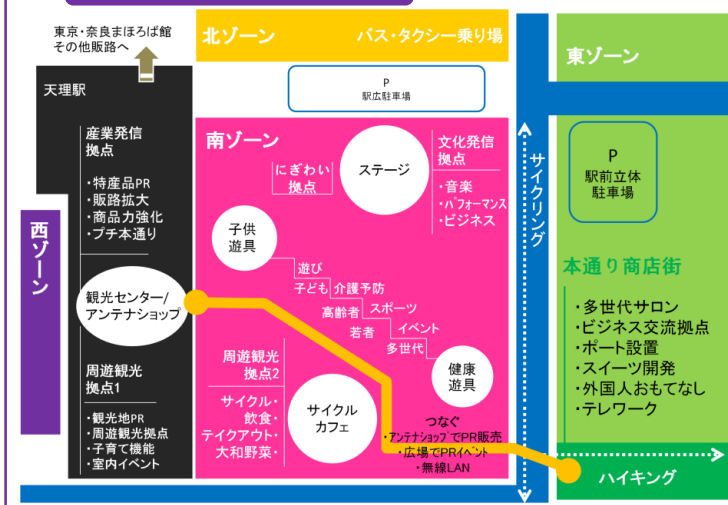 東京・奈良まほろば館
その他販路へ
北ゾーン
バス・タクシー乗り場
東ゾーン
天理駅
P
駅広駐車場
産業発信
拠点
・特産品PR
・販路拡大
・商品力強化
・プチ本通り
南ゾーン
にぎわい
拠点
ステージ
文化発信
拠点
・音楽
・パフォーマンス
・ビジネス
サイクリング
P
駅前立体
駐車場
西ゾーン
子供
遊具
遊び
子ども
介護予防
高齢者
スポーツ
若者
イベント
多世代
観光センター/
アンテナショップ
本通り商店街
・多世代サロン
・ビジネス交流拠点
・ポート設置
・スイーツ開発
・外国人おもてなし
・テレワーク
周遊観光
拠点1
・観光地PR
・周遊観光拠点
・子育て機能
・室内イベント
周遊観光
拠点2
サイクル・
飲食・
テイクアウト・
大和野菜・
サイクル
カフェ
健康
遊具
つなぐ
・アンテナショップでPR販売
・広場でPRイベント
・無線LAN
ハイキング